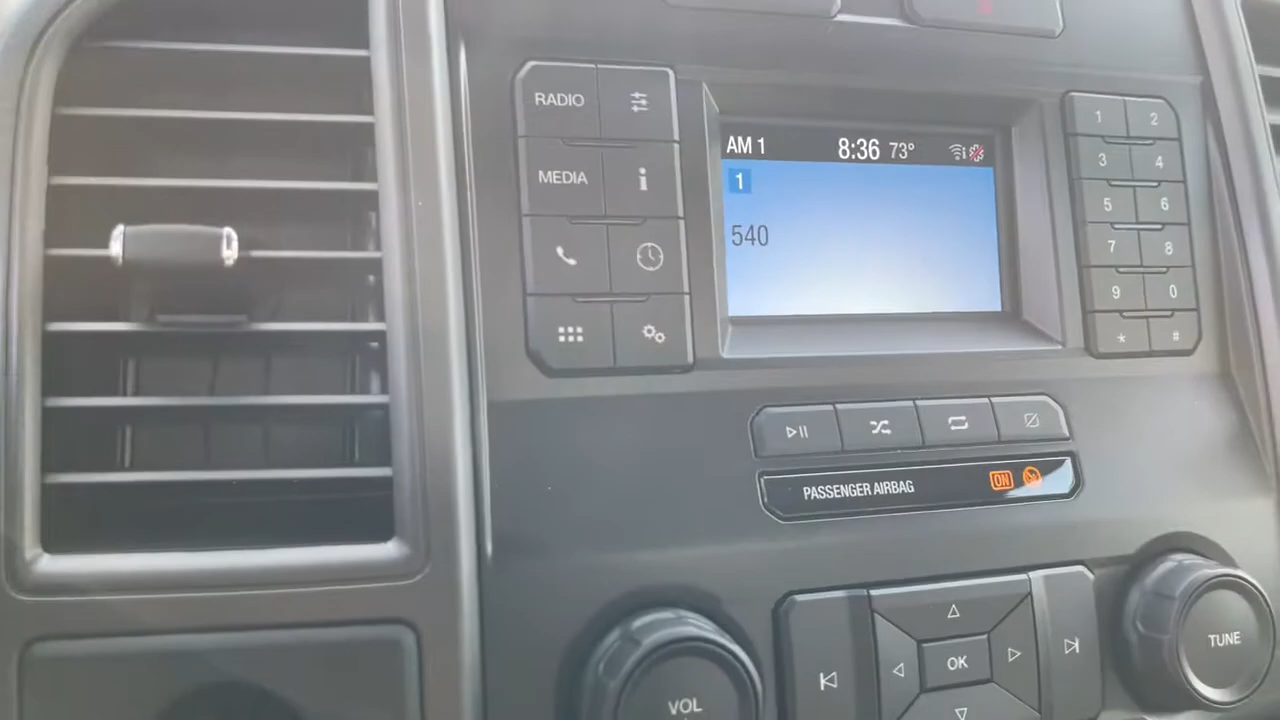 RADIO
MEDIA
AM 1
8:36 73°
1
540
1 2
3 4
5 6
7 8
9 0
* #
PASSENGER AIRBAG ON
OK
VOL
TUNE